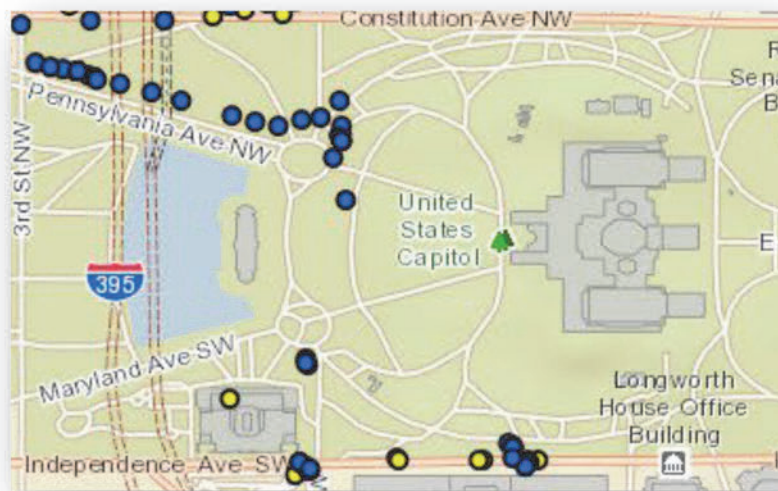 Constitution Ave NW
Pennsylvania Ave NW
3rd St NW
United
States
Capitol
395
Maryland Ave SW
Longworth
House Office
Building
Independence Ave SW